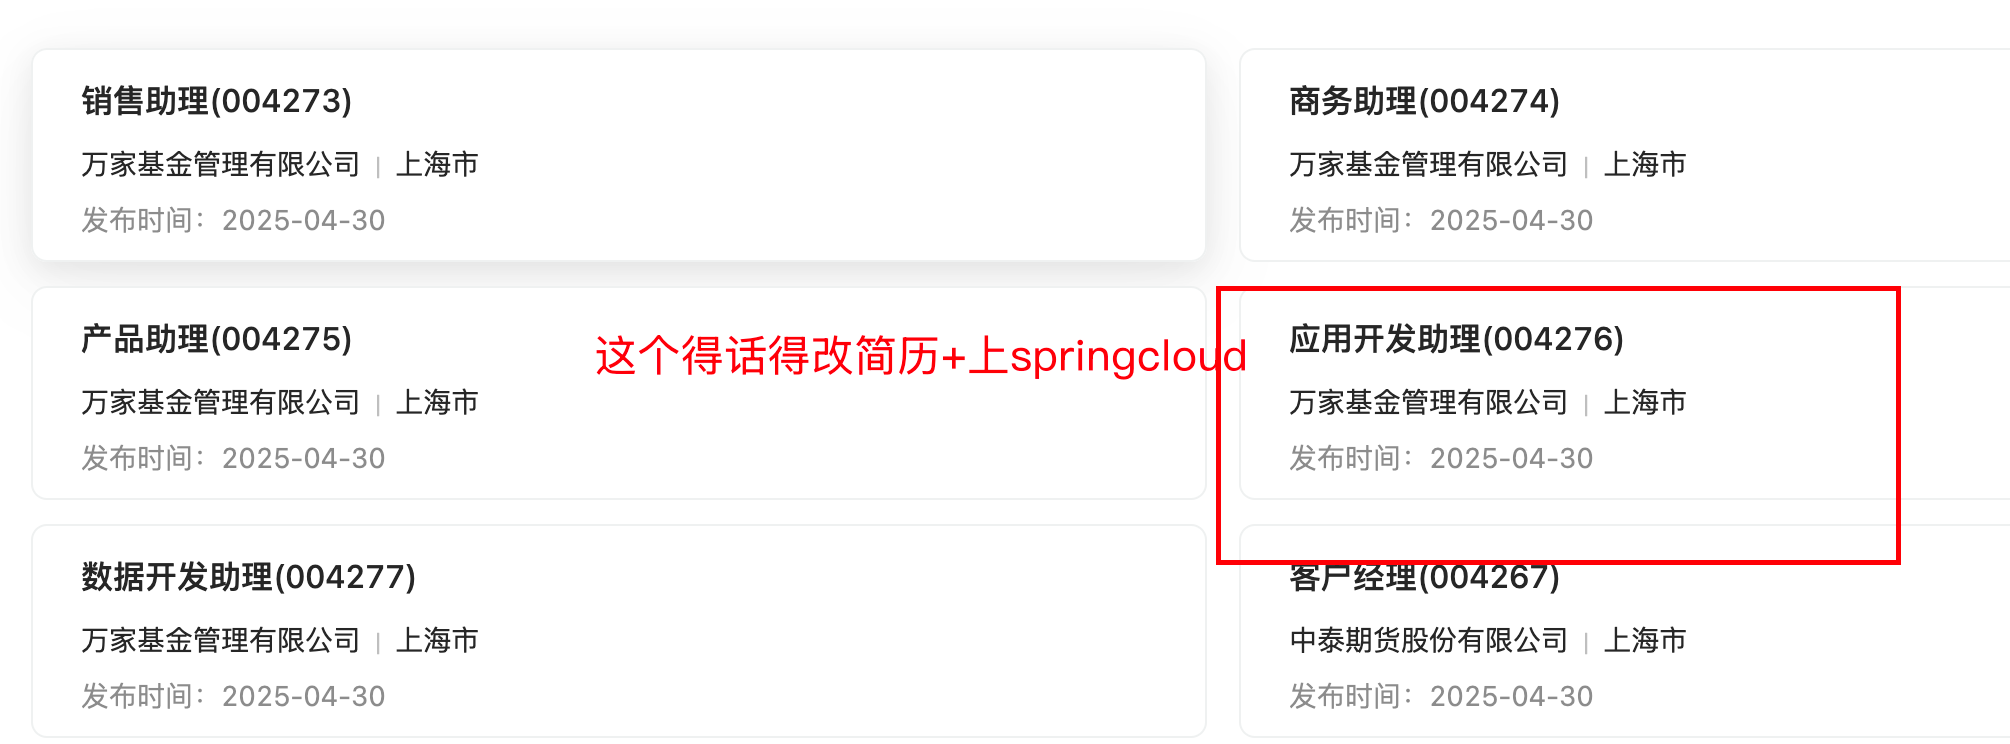 销售助理(004273)
万家基金管理有限公司 | 上海市
发布时间：2025-04-30
商务助理(004274)
万家基金管理有限公司 | 上海市
发布时间：2025-04-30
产品助理(004275)
万家基金管理有限公司 | 上海市
发布时间：2025-04-30
这个得话得改简历+上springcloud
应用开发助理(004276)
万家基金管理有限公司 | 上海市
发布时间：2025-04-30
数据开发助理(004277)
万家基金管理有限公司 | 上海市
发布时间：2025-04-30
客户经理(004267)
中泰期货股份有限公司 | 上海市
发布时间：2025-04-30